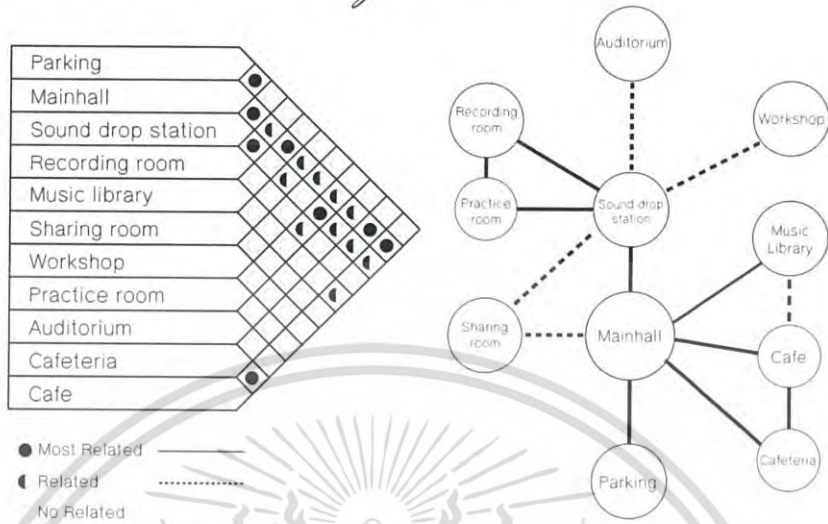 Parking
Mainhall
Sound drop station
Recording room
Music library
Sharing room
Workshop
Practice room
Auditorium
Cafeteria
Cafe
Most Related
Related
No Related
Auditorium
Recording
room
Workshop
Practice
room
Sound drop
station
Music
Library
Sharing
room
Mainhall
Cafe
Parking
Cafeteria